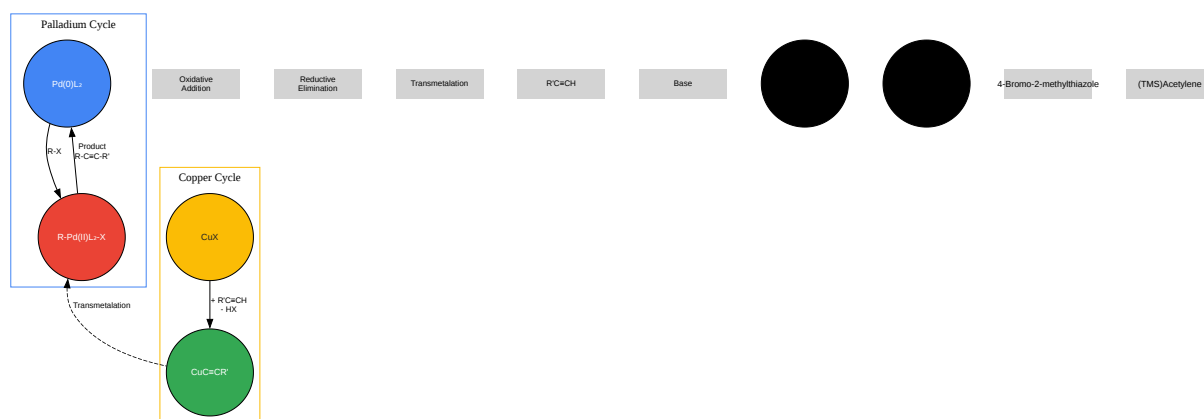 Palladium Cycle
Pd(0)L₂
Oxidative
Addition
Reductive
Elimination
Transmetalation
R'C≡CH
Base
4-Bromo-2-methylthiazole
(TMS)Acetylene
R-X
Product
R-C≡C-R'
Copper Cycle
R-Pd(II)L₂-X
CuX
Transmetalation
+ R'C≡CH
- HX
CuC≡CR'